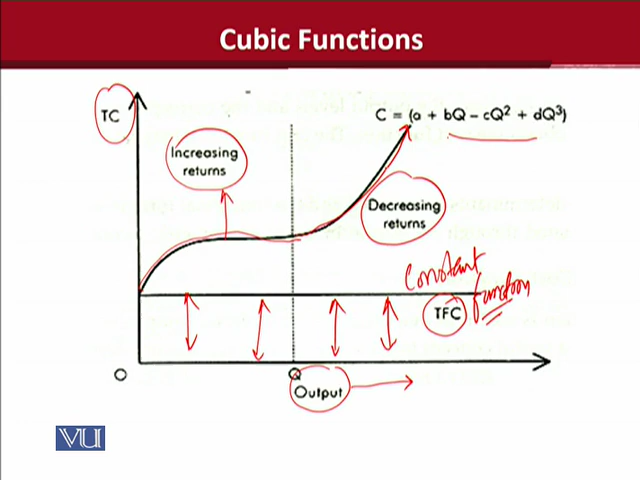 Cubic Functions
TC
C = (a + bQ – cQ² + dQ³)
Increasing
returns
Decreasing
returns
Constant
function
TFC
O
Q
Output
VU